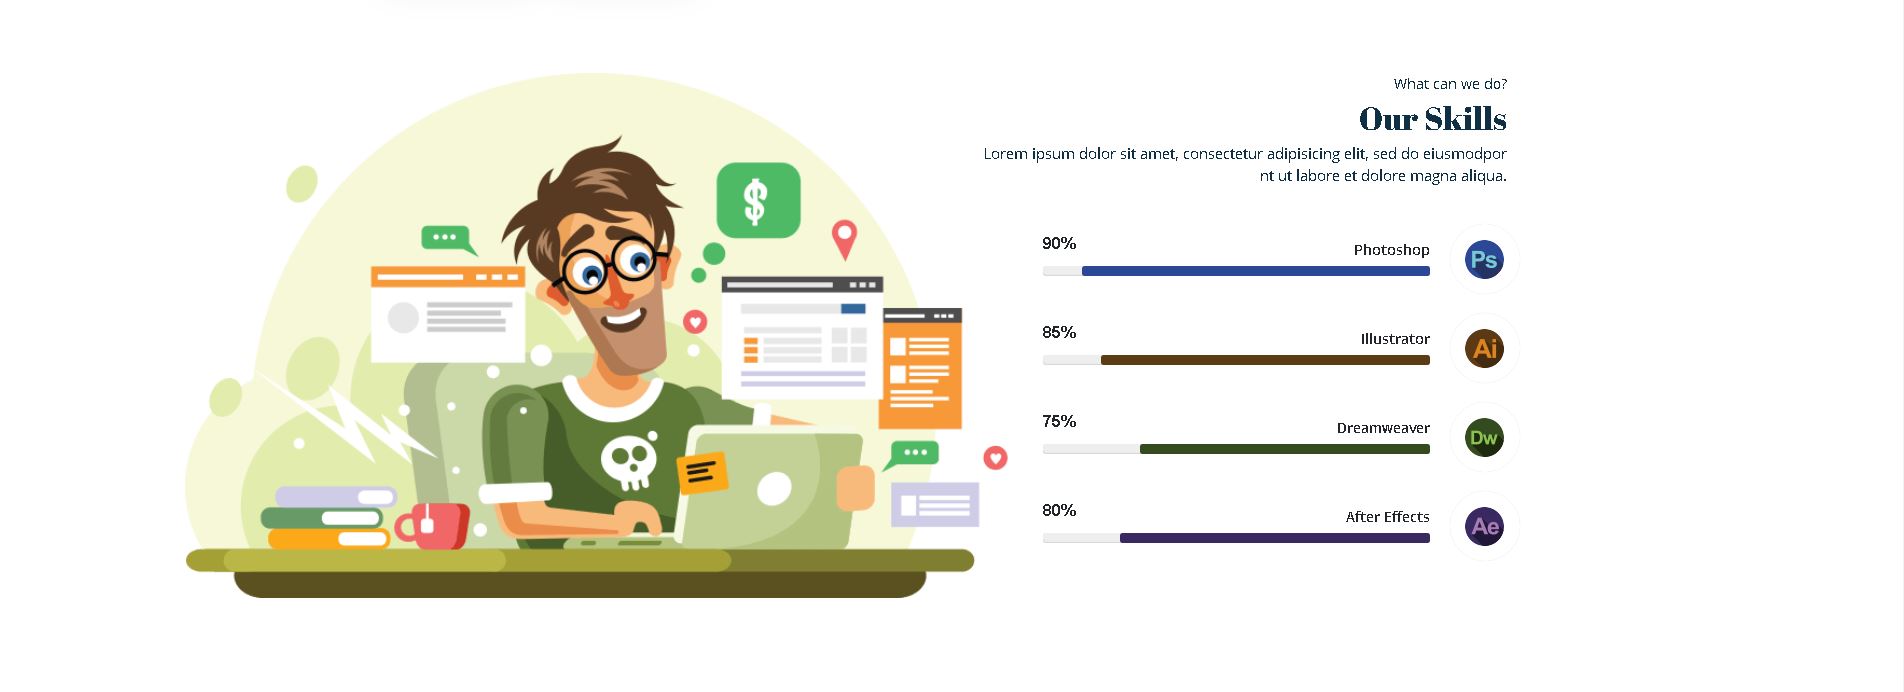 What can we do?
Our Skills
Lorem ipsum dolor sit amet, consectetur adipisicing elit, sed do eiusmodpor
nt ut labore et dolore magna aliqua.
90% Photoshop Ps
85% Illustrator Ai
75% Dreamweaver Dw
80% After Effects Ae
$